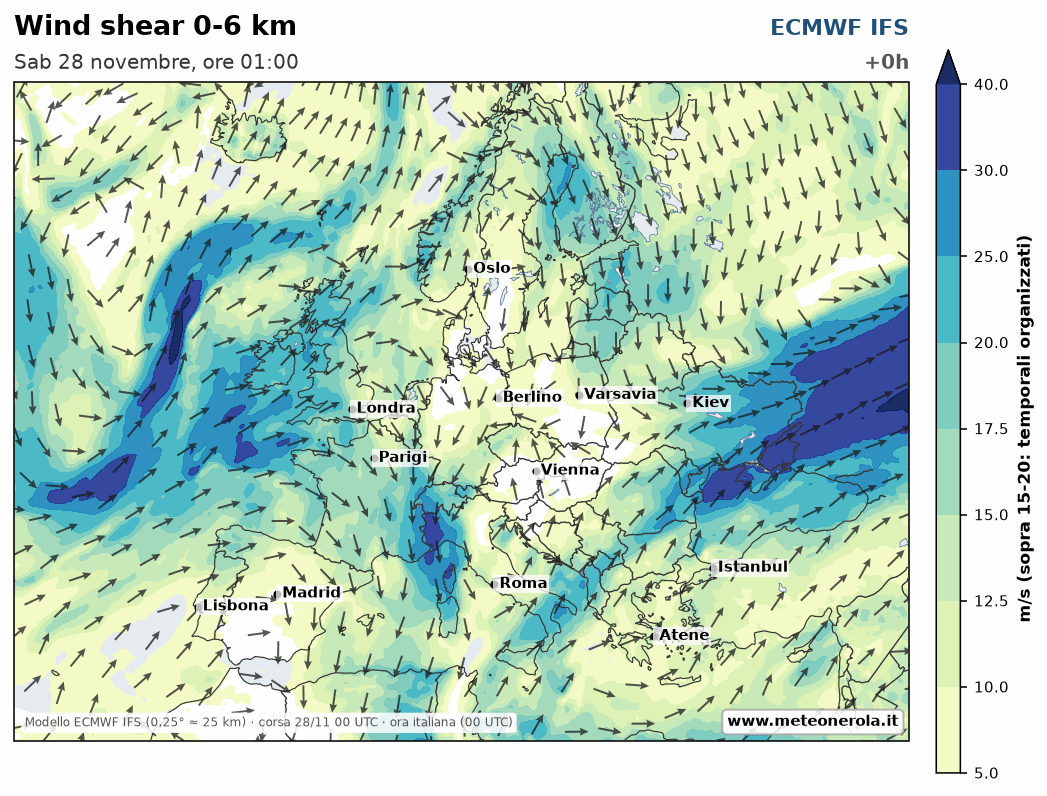 Wind shear 0-6 km
ECMWF IFS
Sab 28 novembre, ore 01:00
+0h
40.0
30.0
25.0
20.0
17.5
15.0
12.5
10.0
5.0
m/s (sopra 15-20: temporali organizzati)
Oslo
Berlino
Varsavia
Kiev
Londra
Parigi
Vienna
Istanbul
Roma
Madrid
Lisbona
Atene
Modello ECMWF IFS (0,25° ≈ 25 km) · corsa 28/11 00 UTC · ora italiana (00 UTC)
www.meteonerola.it